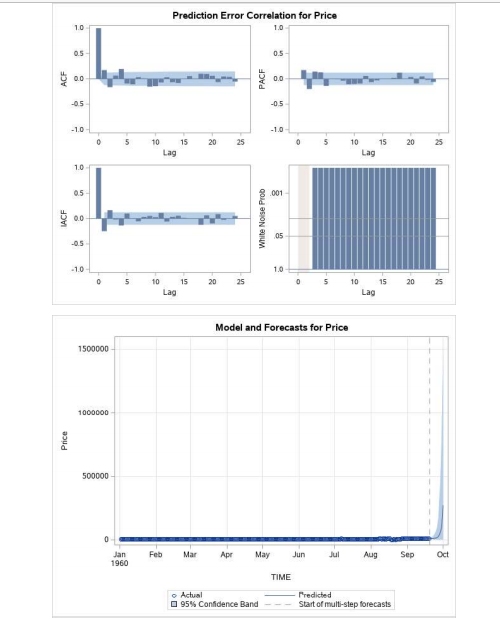 Prediction Error Correlation for Price
1.0
0.5
0.0
-0.5
-1.0
ACF
0 5 10 15 20 25
Lag
1.0
0.5
0.0
-0.5
-1.0
PACF
0 5 10 15 20 25
Lag
1.0
0.5
0.0
-0.5
-1.0
IACF
0 5 10 15 20 25
Lag
.001
.05
1.0
White Noise Prob
0 5 10 15 20 25
Lag
Model and Forecasts for Price
1500000
1000000
500000
0
Price
Jan Feb Mar Apr May Jun Jul Aug Sep Oct
1960
TIME
Actual Predicted
95% Confidence Band Start of multi-step forecasts